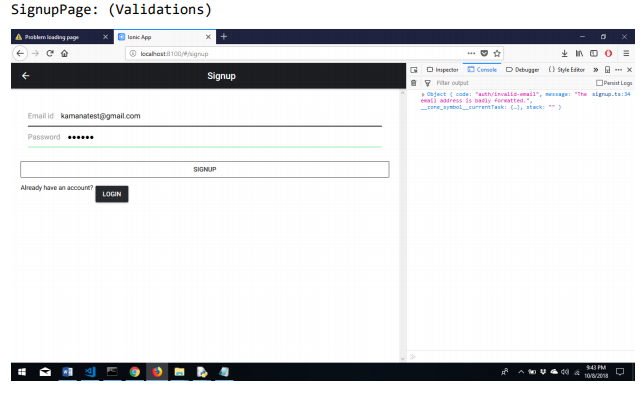 SignupPage: (Validations)
Problem loading page
Ionic App
localhost:8100/#/signup
Inspector
Console
Debugger
{ } Style Editor
Filter output
Persist Logs
Signup
Object { code: "auth/invalid-email", message: "The signup.ts:34
email address is badly formatted.",
__zone_symbol__currentTask: {…}, stack: "" }
Email id kamanatest@gmail.com
Password ●●●●●●
SIGNUP
Already have an account?
LOGIN
9:43 PM
10/8/2018